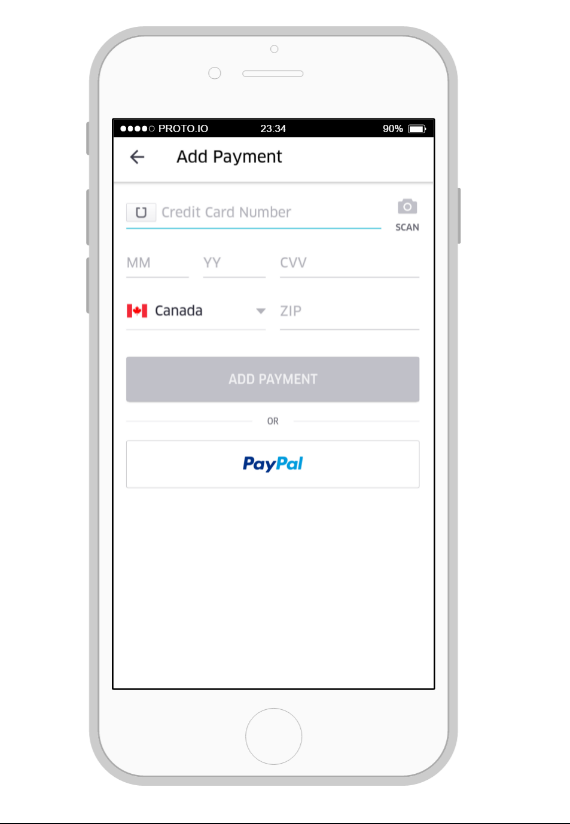 PROTO.IO 23.34 90%
Add Payment
Credit Card Number
SCAN
MM YY CVV
Canada ZIP
ADD PAYMENT
OR
PayPal